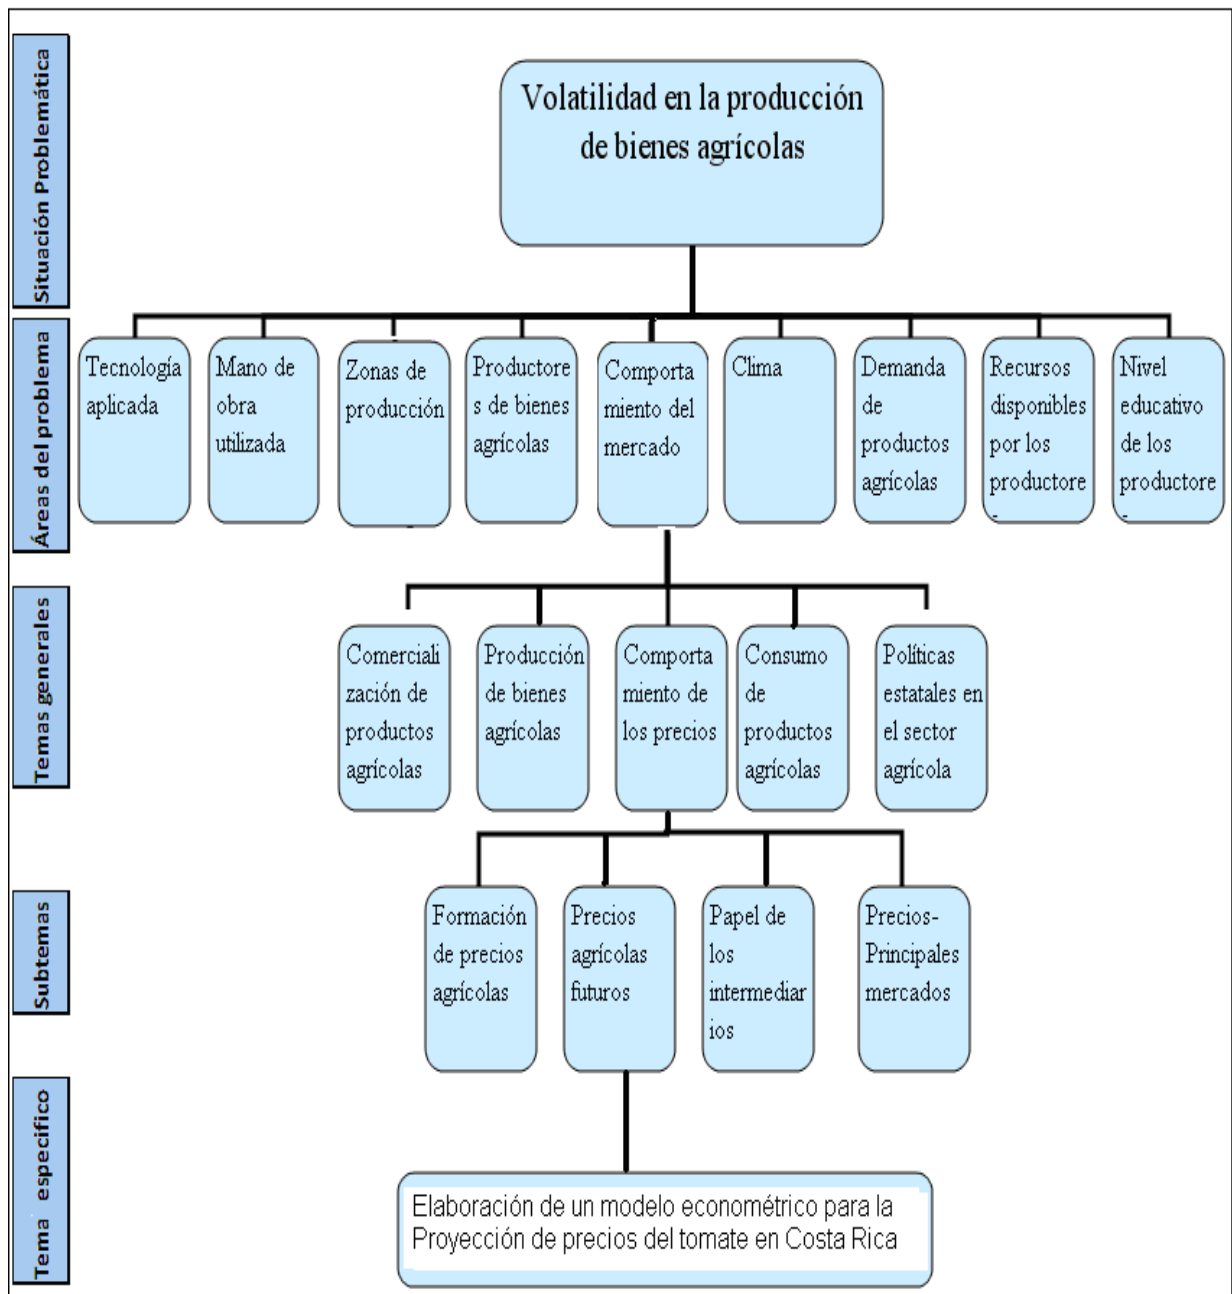 Situación Problemática
Volatilidad en la producción
de bienes agrícolas
Áreas del problema
Tecnología
aplicada
Mano de
obra
utilizada
Zonas de
producción
Productore
s de bienes
agrícolas
Comporta
miento del
mercado
Clima
Demanda
de
productos
agrícolas
Recursos
disponibles
por los
productore
Nivel
educativo
de los
productore
Temas generales
Comerciali
zación de
productos
agrícolas
Producción
de bienes
agrícolas
Comporta
miento de
los precios
Consumo
de
productos
agrícolas
Políticas
estatales en
el sector
agrícola
Subtemas
Formación
de precios
agrícolas
Precios
agrícolas
futuros
Papel de
los
intermediar
ios
Precios-
Principales
mercados
Tema especifico
Elaboración de un modelo econométrico para la
Proyección de precios del tomate en Costa Rica